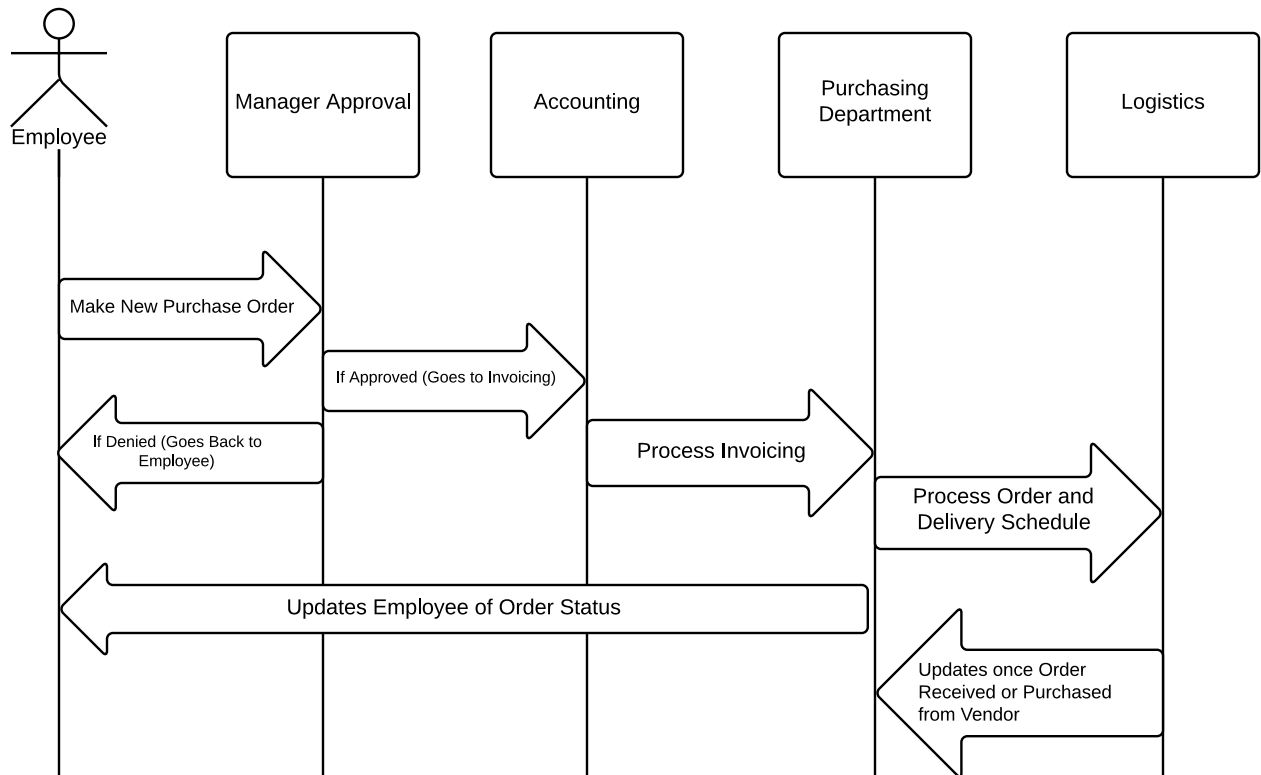 Employee
Manager Approval
Accounting
Purchasing
Department
Logistics
Make New Purchase Order
If Approved (Goes to Invoicing)
If Denied (Goes Back to
Employee)
Process Invoicing
Process Order and
Delivery Schedule
Updates Employee of Order Status
Updates once Order
Received or Purchased
from Vendor